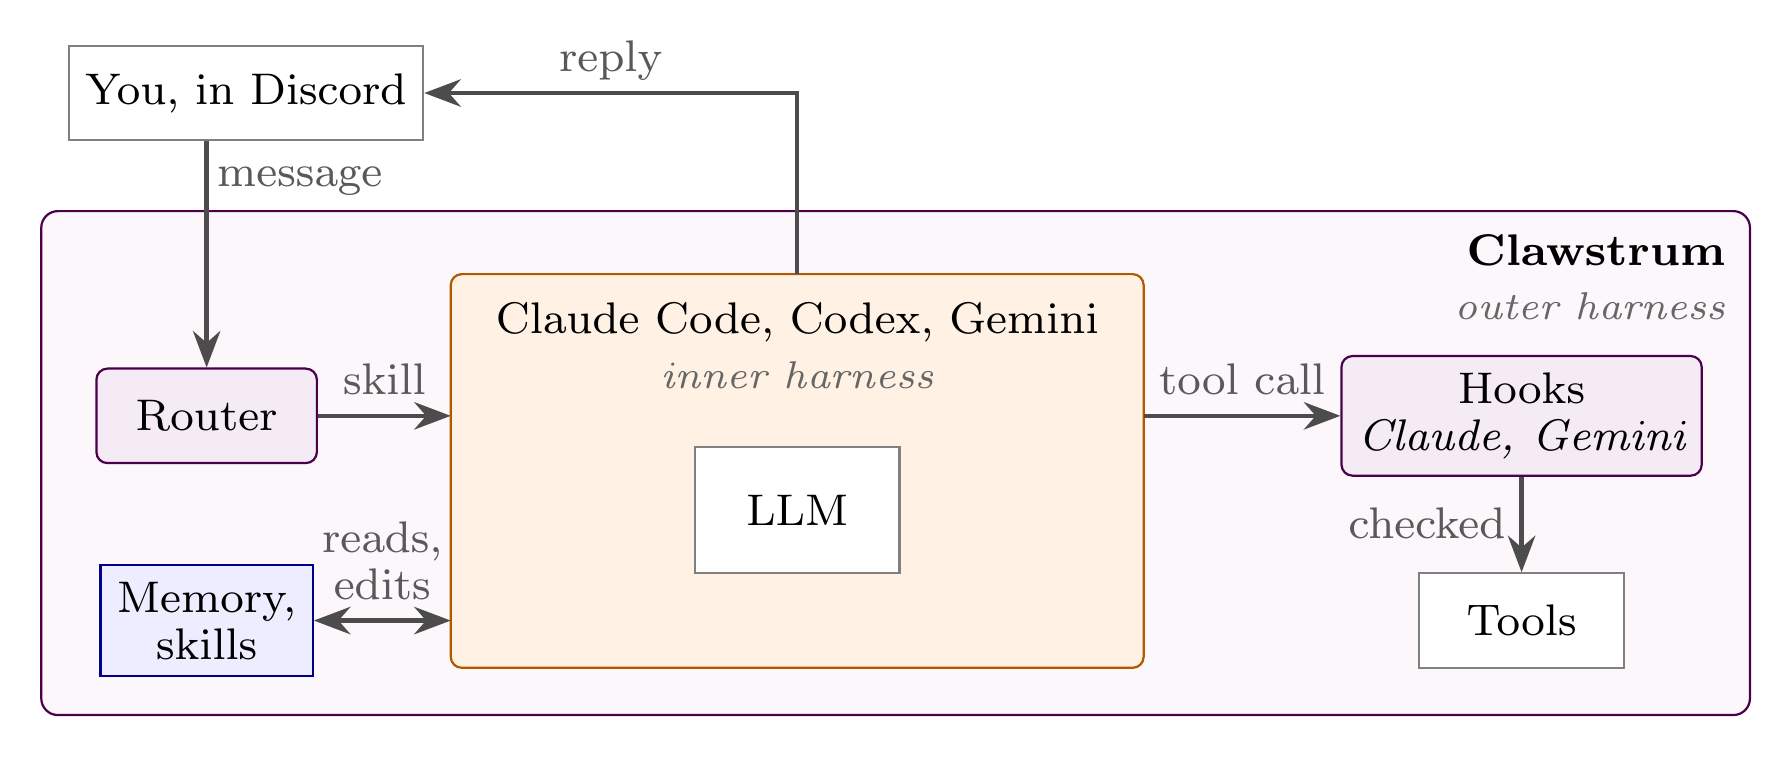 You, in Discord
reply
message
Clawstrum
outer harness
Claude Code, Codex, Gemini
inner harness
Router
skill
tool call
Hooks
Claude, Gemini
LLM
reads,
edits
checked
Memory,
skills
Tools